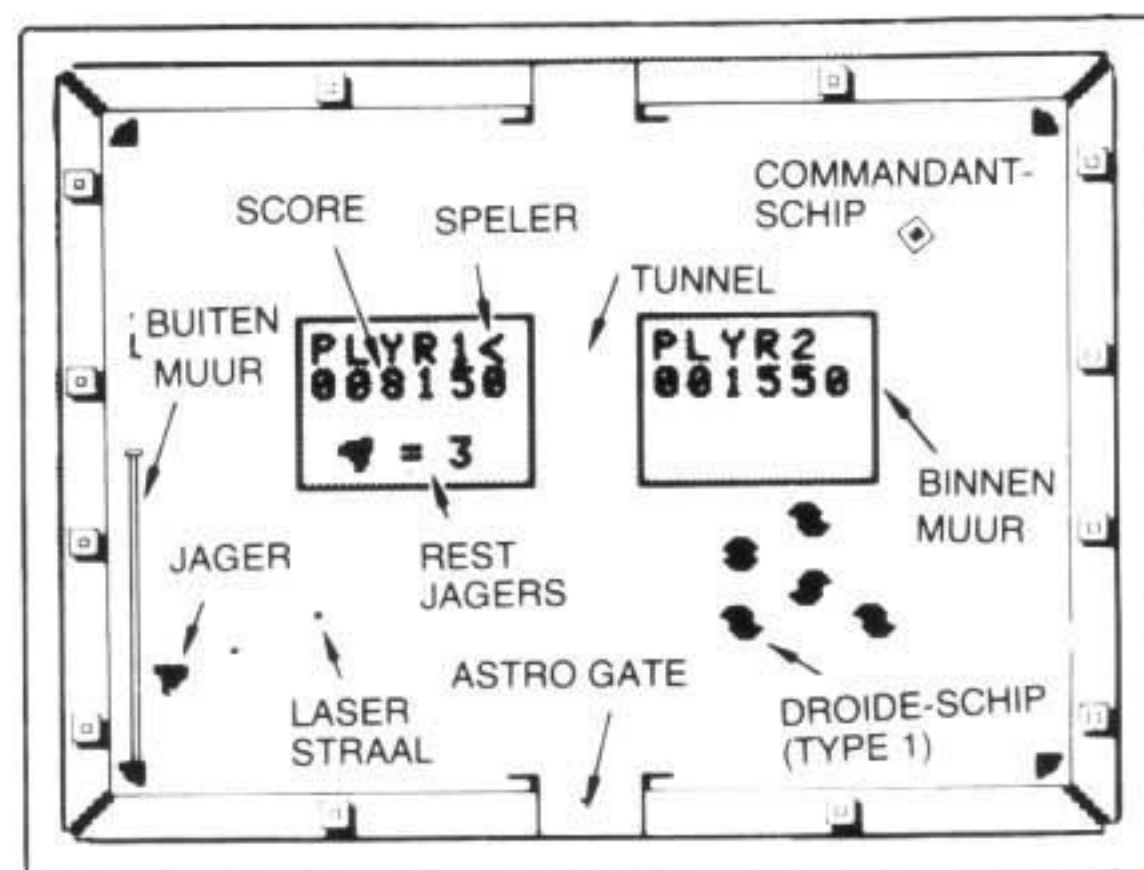 COMMANDANT-
SCHIP
SCORE
SPELER
TUNNEL
BUITEN
MUUR
PLYR1<
008150
= 3
PLYR2
001550
BINNEN
MUUR
JAGER
REST
JAGERS
LASER
STRAAL
ASTRO GATE
DROIDE-SCHIP
(TYPE 1)